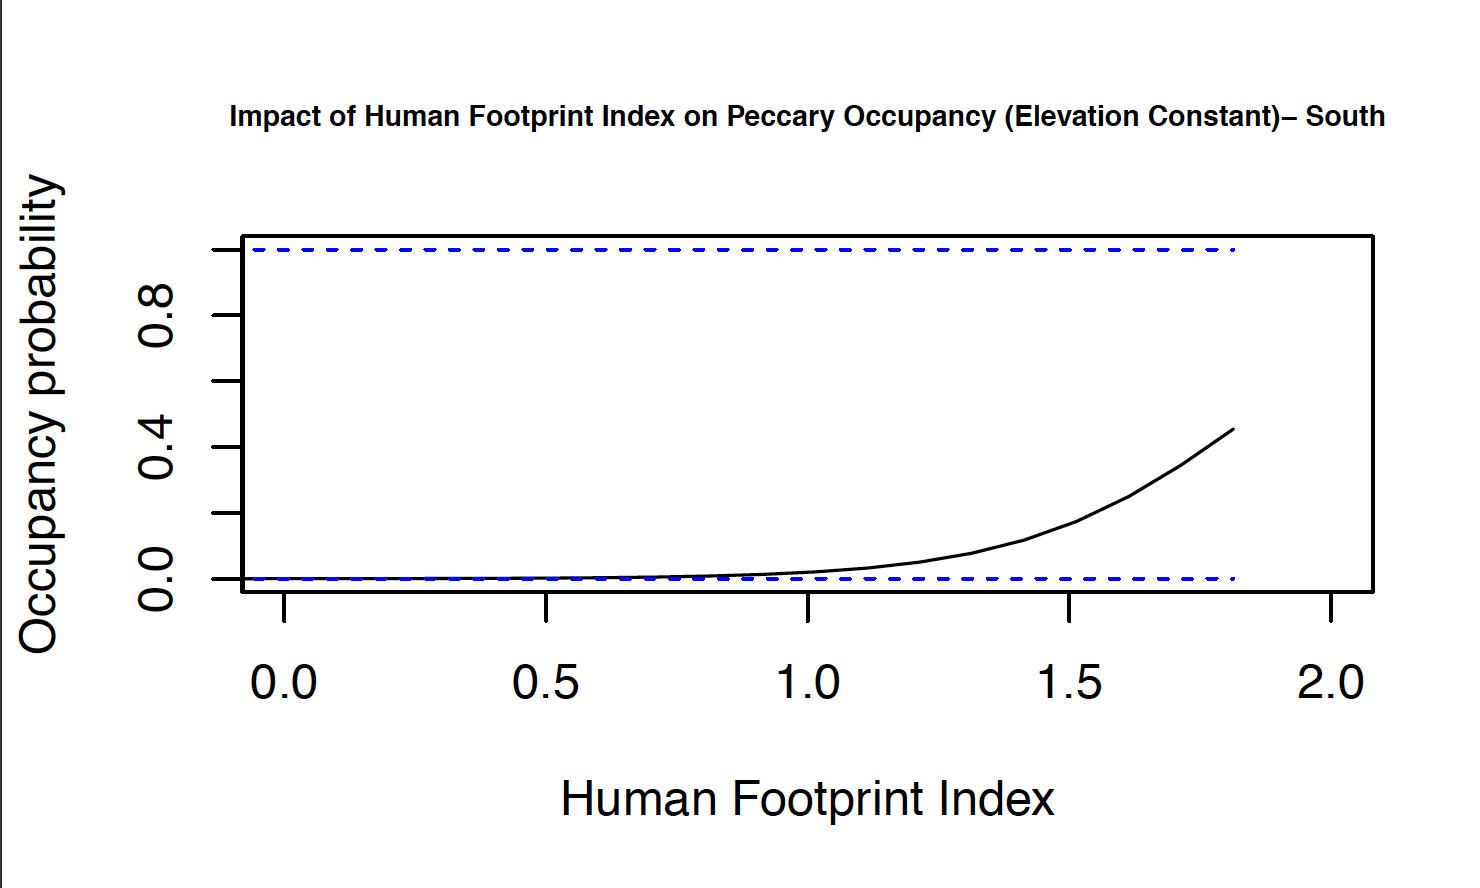 Impact of Human Footprint Index on Peccary Occupancy (Elevation Constant)– South
Occupancy probability
0.8
0.4
0.0
0.0 0.5 1.0 1.5 2.0
Human Footprint Index